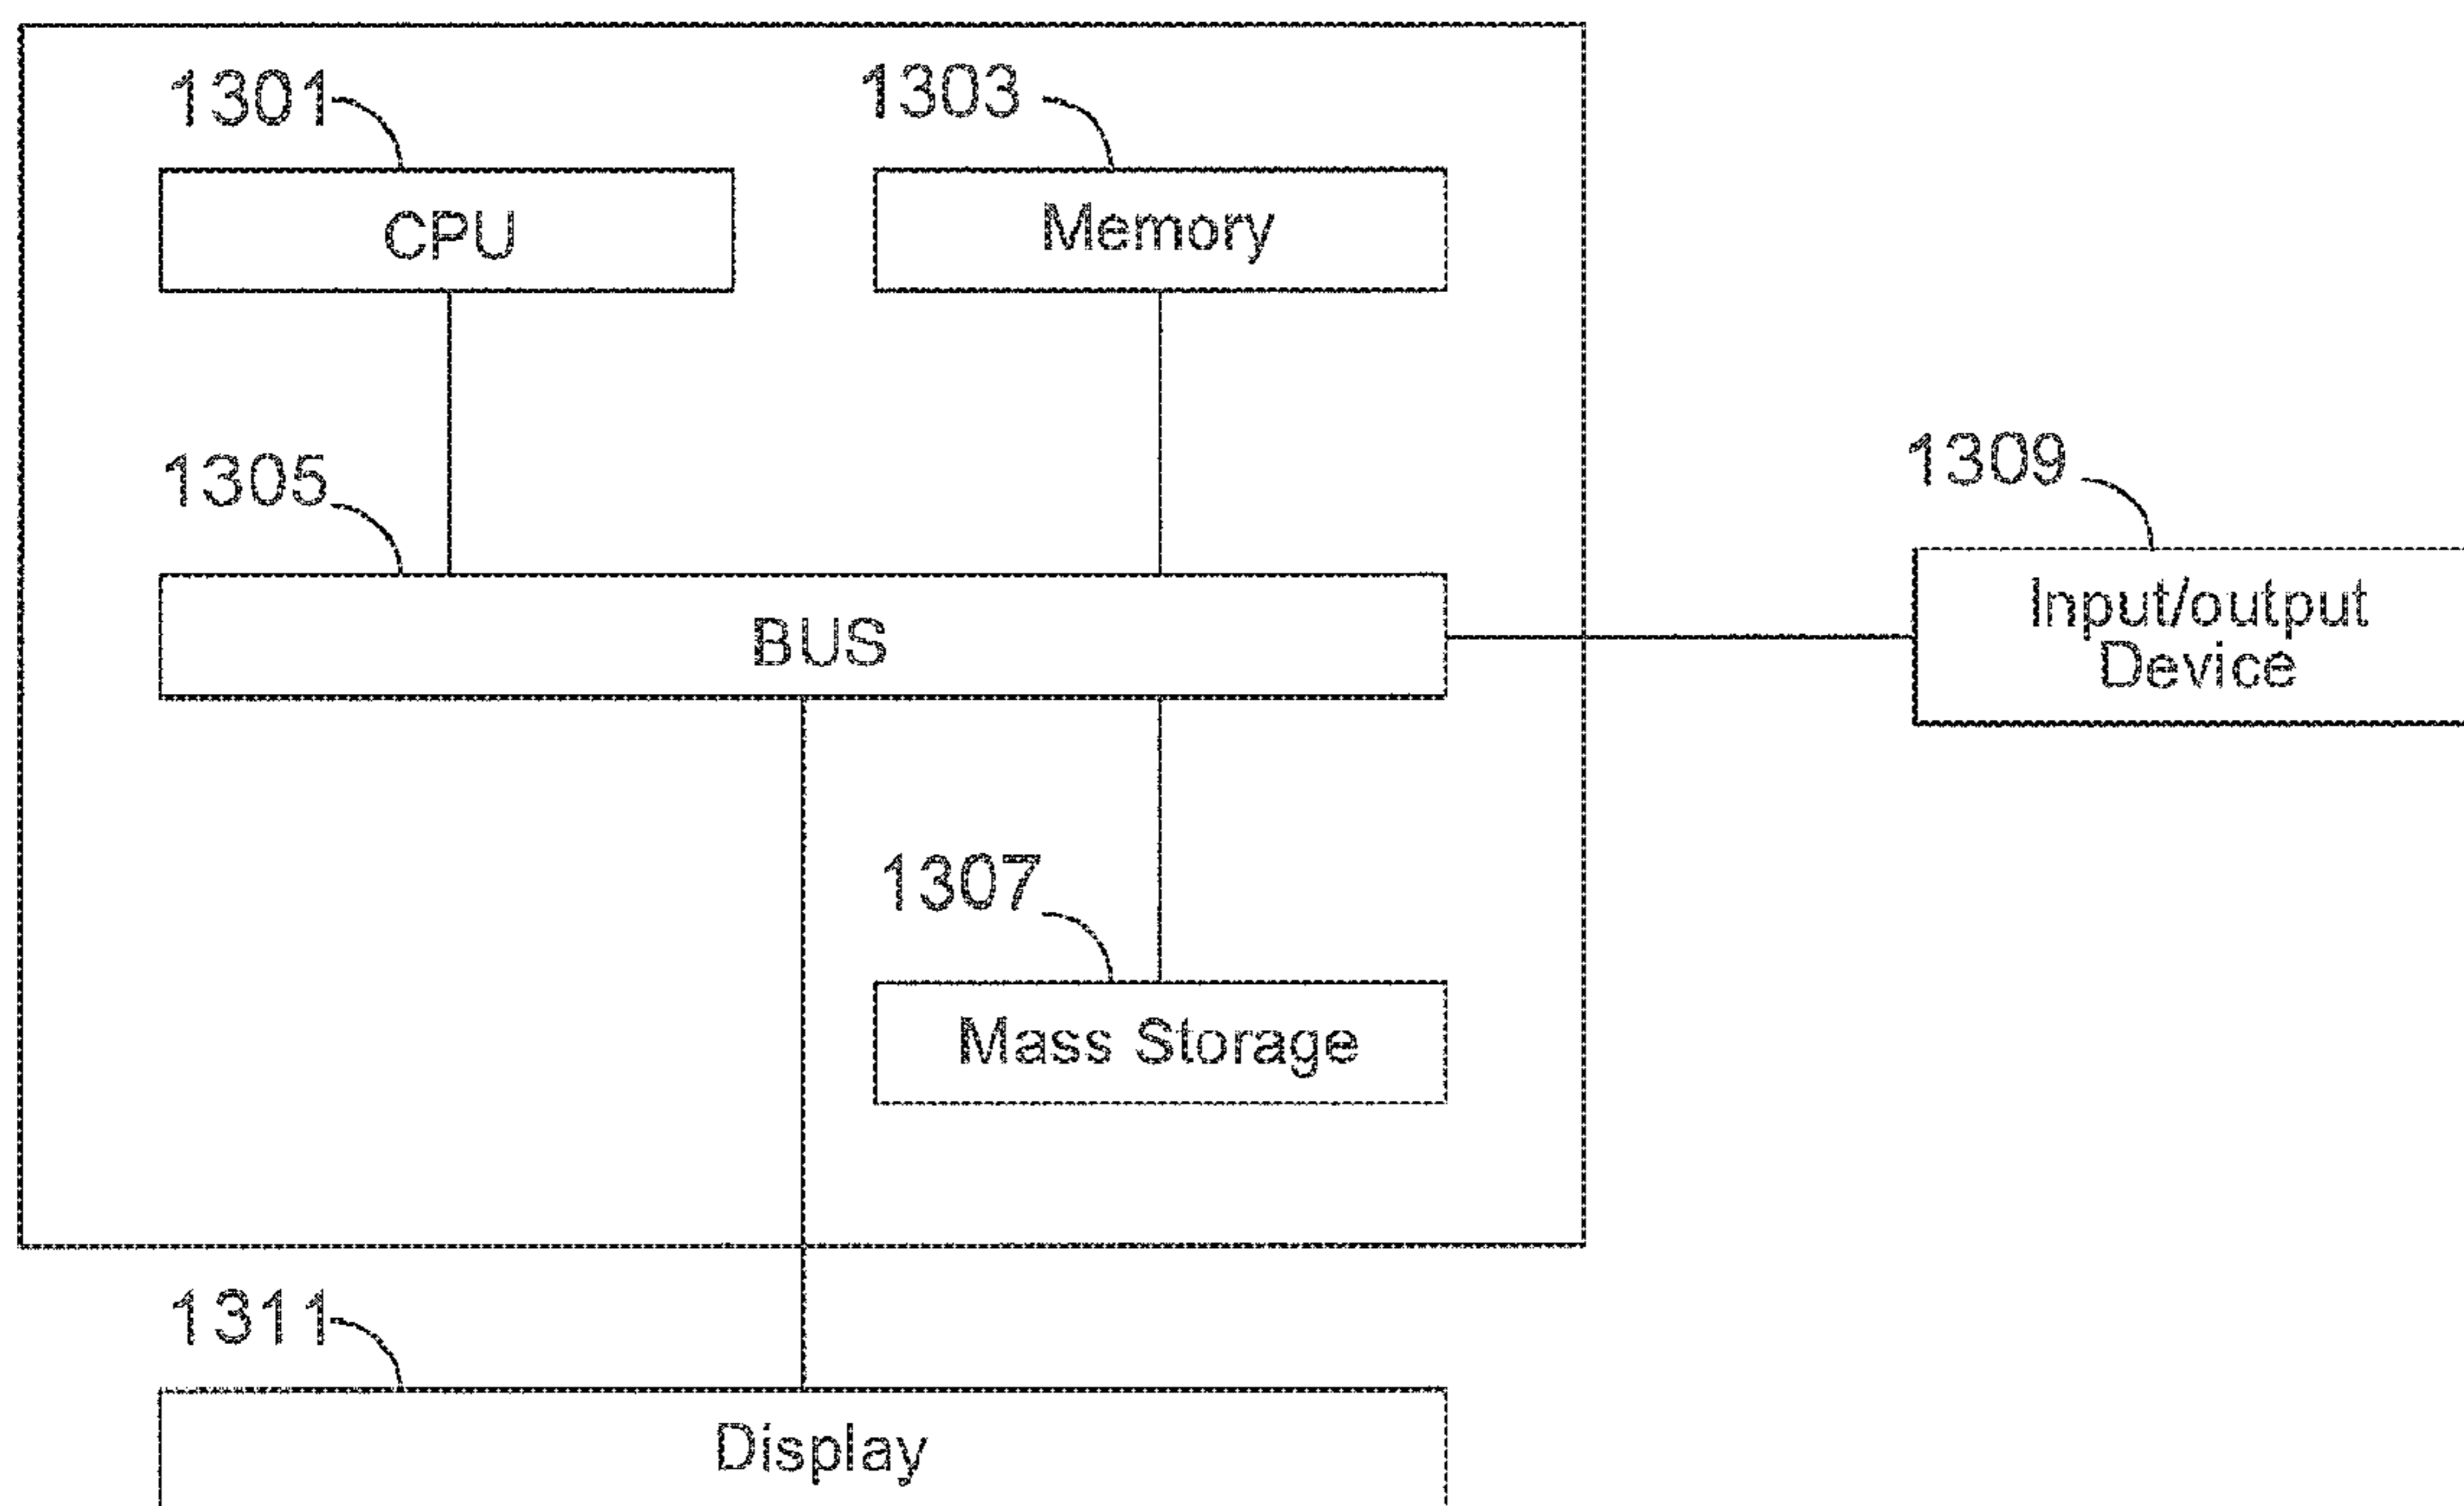 1301
1303
CPU
Memory
1305
1309
BUS
Input/output
Device
1307
Mass Storage
1311
Display